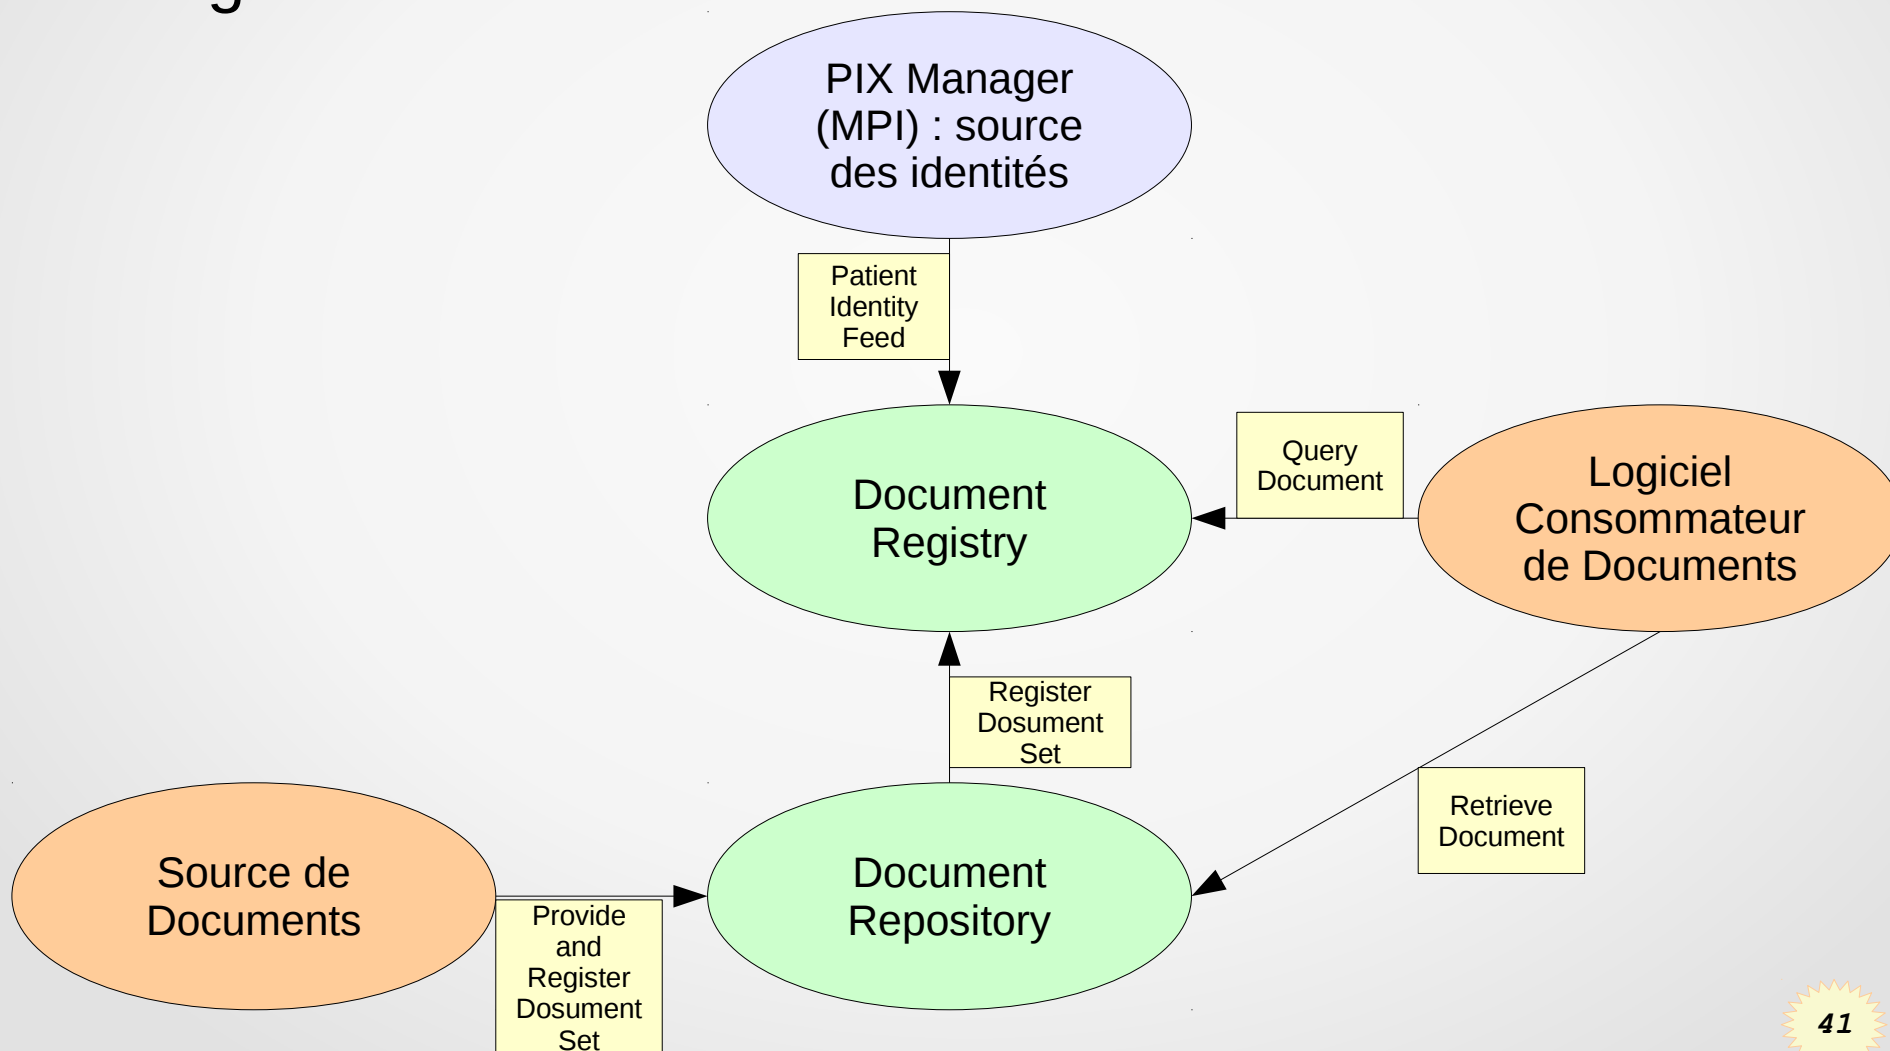 PIX Manager
(MPI) : source
des identités
Patient
Identity
Feed
Document
Registry
Query
Document
Logiciel
Consommateur
de Documents
Register
Dosument
Set
Retrieve
Document
Source de
Documents
Provide
and
Register
Dosument
Set
Document
Repository
41